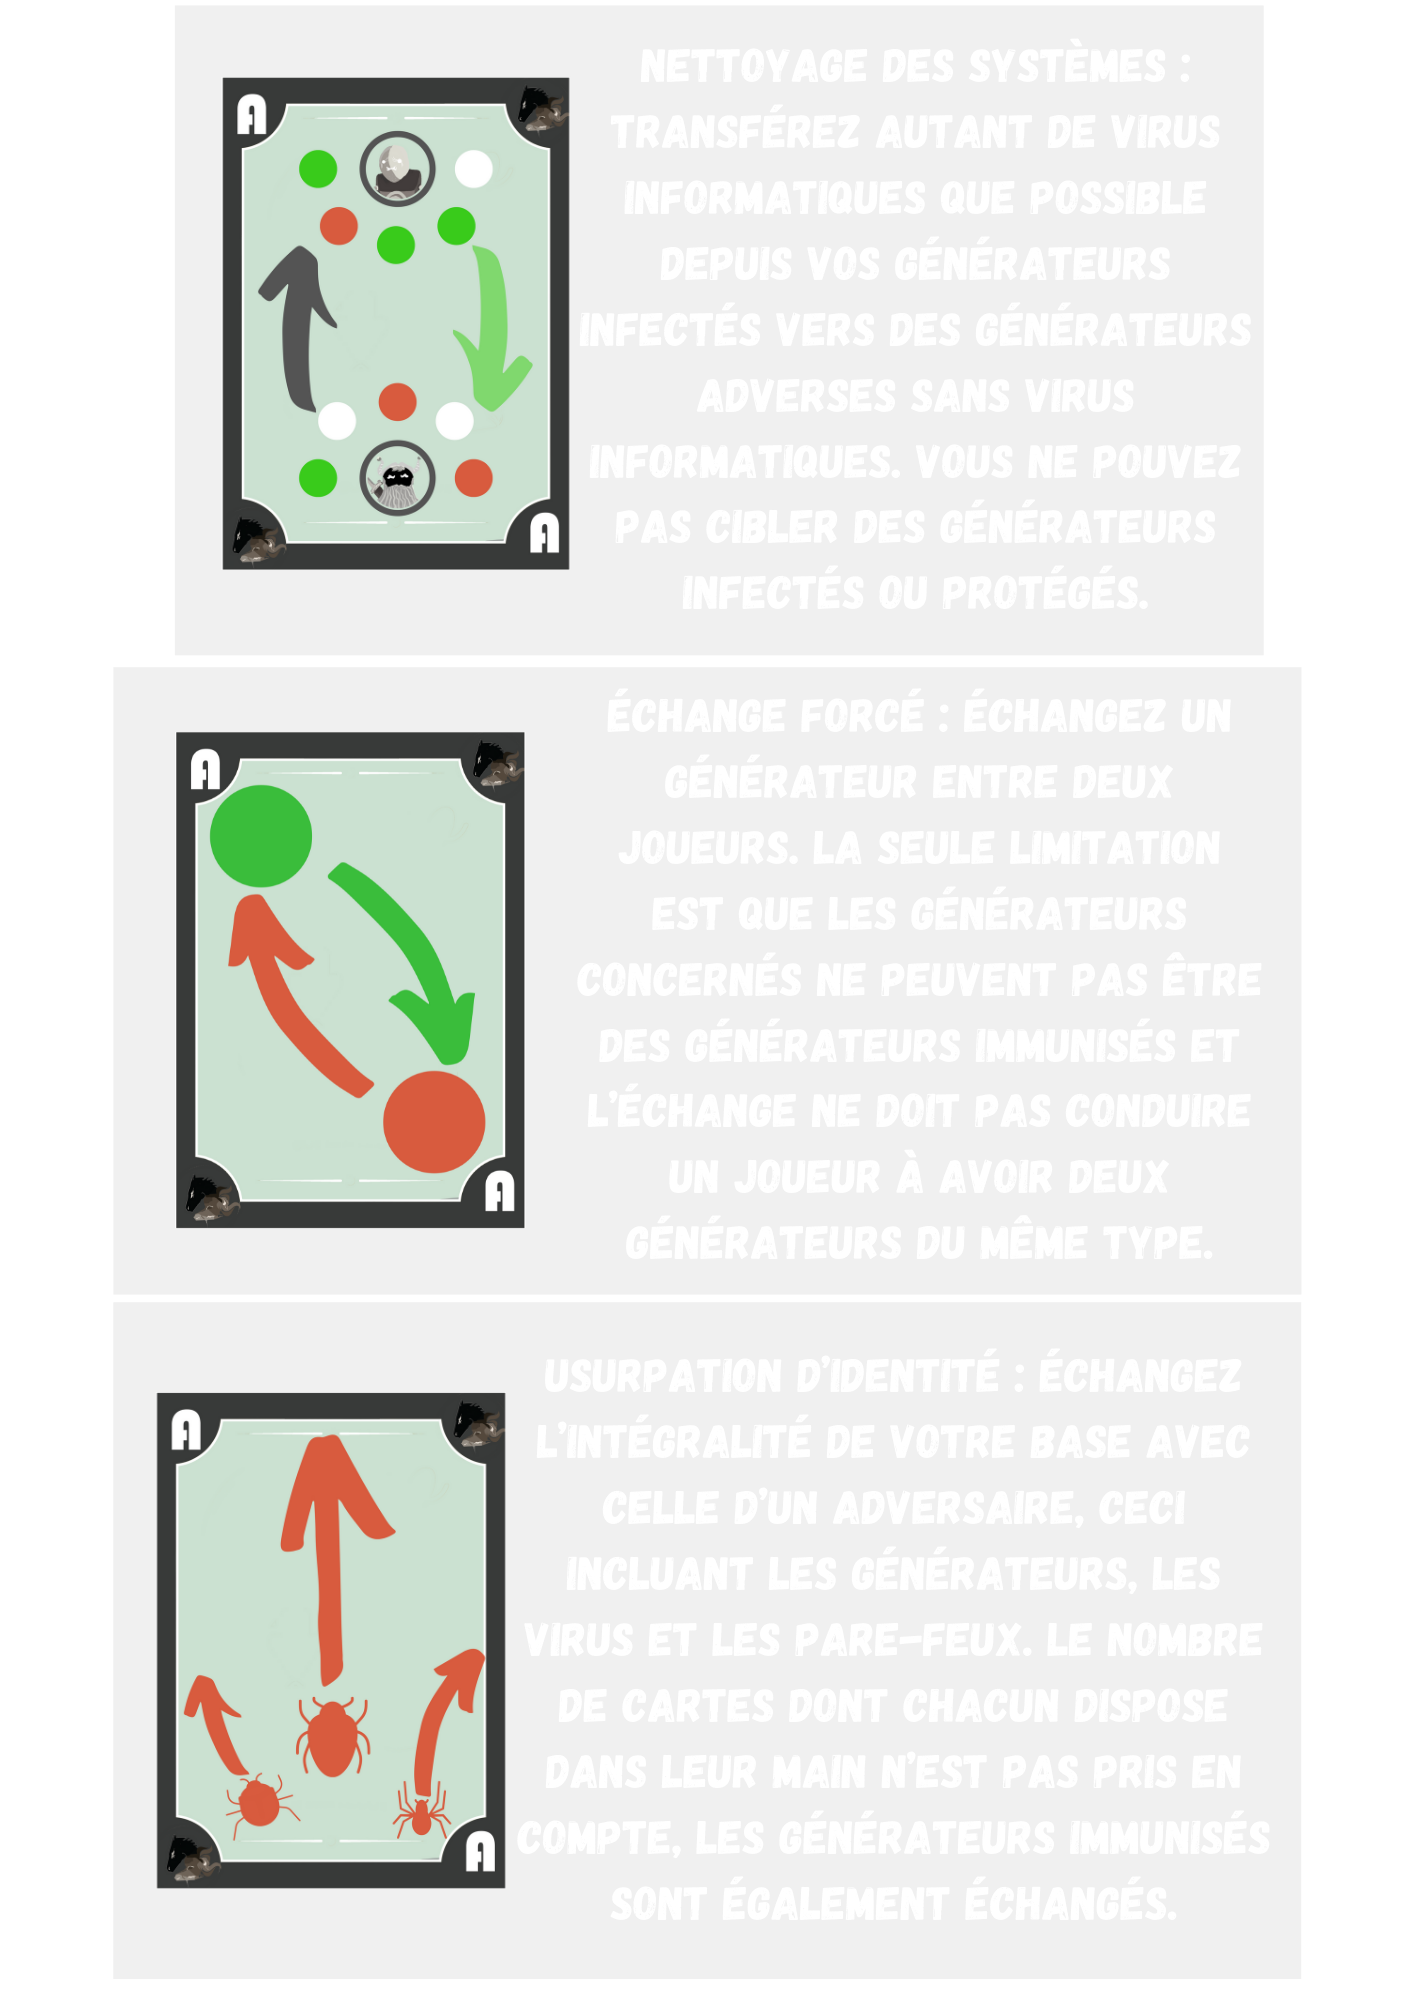 A
NETTOYAGE DES SYSTÈMES :
TRANSFÉREZ AUTANT DE VIRUS
INFORMATIQUES QUE POSSIBLE
DEPUIS VOS GÉNÉRATEURS
INFECTÉS VERS DES GÉNÉRATEURS
ADVERSES SANS VIRUS
INFORMATIQUES. VOUS NE POUVEZ
PAS CIBLER DES GÉNÉRATEURS
INFECTÉS OU PROTÉGÉS.
A
A
ÉCHANGE FORCÉ : ÉCHANGEZ UN
GÉNÉRATEUR ENTRE DEUX
JOUEURS. LA SEULE LIMITATION
EST QUE LES GÉNÉRATEURS
CONCERNÉS NE PEUVENT PAS ÊTRE
DES GÉNÉRATEURS IMMUNISÉS ET
L'ÉCHANGE NE DOIT PAS CONDUIRE
UN JOUEUR À AVOIR DEUX
GÉNÉRATEURS DU MÊME TYPE.
A
A
USURPATION D'IDENTITÉ : ÉCHANGEZ
L'INTÉGRALITÉ DE VOTRE BASE AVEC
CELLE D'UN ADVERSAIRE, CECI
INCLUANT LES GÉNÉRATEURS, LES
VIRUS ET LES PARE-FEUX. LE NOMBRE
DE CARTES DONT CHACUN DISPOSE
DANS LEUR MAIN N'EST PAS PRIS EN
COMPTE, LES GÉNÉRATEURS IMMUNISÉS
SONT ÉGALEMENT ÉCHANGÉS.
A